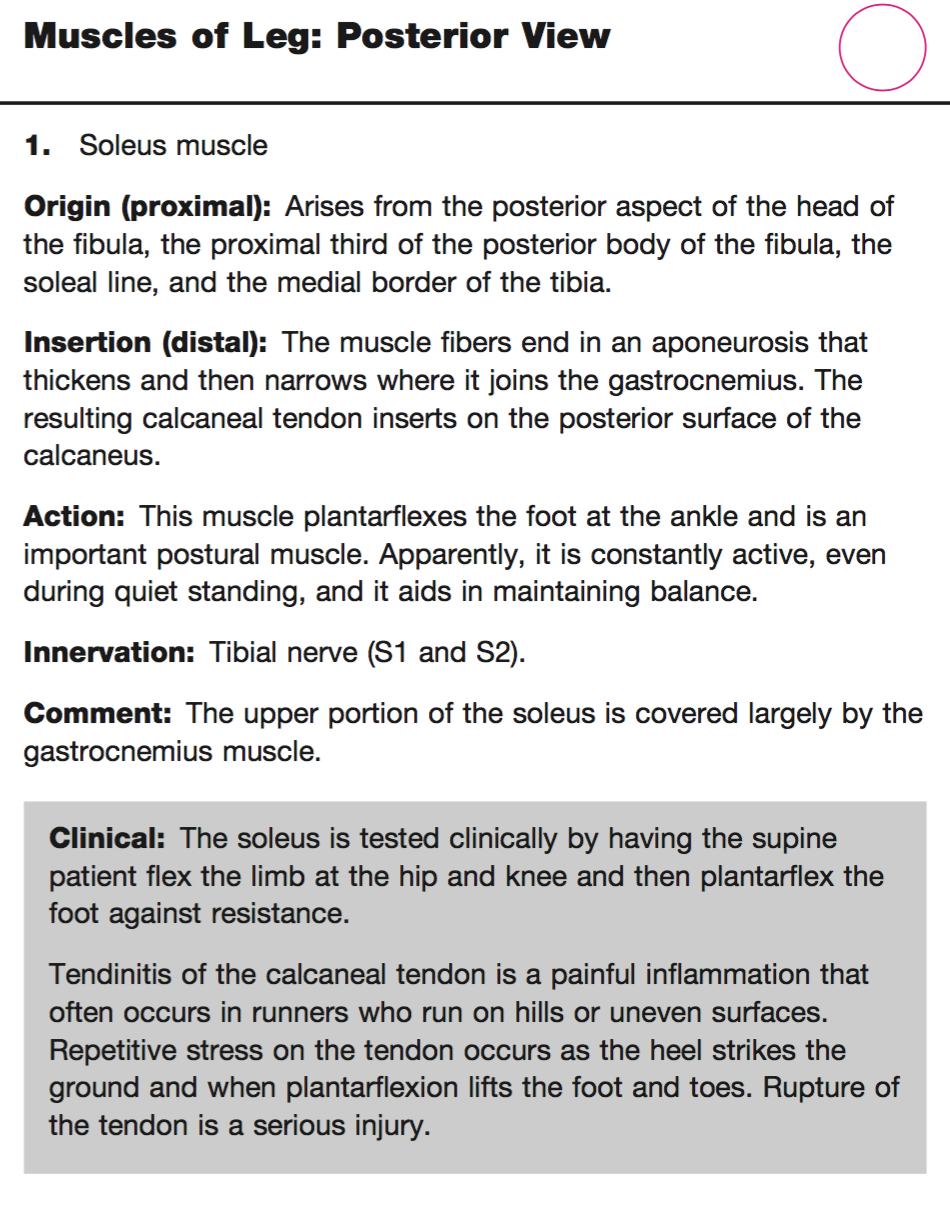 Muscles of Leg: Posterior View
1. Soleus muscle
Origin (proximal): Arises from the posterior aspect of the head of
the fibula, the proximal third of the posterior body of the fibula, the
soleal line, and the medial border of the tibia.
Insertion (distal): The muscle fibers end in an aponeurosis that
thickens and then narrows where it joins the gastrocnemius. The
resulting calcaneal tendon inserts on the posterior surface of the
calcaneus.
Action: This muscle plantarflexes the foot at the ankle and is an
important postural muscle. Apparently, it is constantly active, even
during quiet standing, and it aids in maintaining balance.
Innervation: Tibial nerve (S1 and S2).
Comment: The upper portion of the soleus is covered largely by the
gastrocnemius muscle.
Clinical: The soleus is tested clinically by having the supine
patient flex the limb at the hip and knee and then plantarflex the
foot against resistance.
Tendinitis of the calcaneal tendon is a painful inflammation that
often occurs in runners who run on hills or uneven surfaces.
Repetitive stress on the tendon occurs as the heel strikes the
ground and when plantarflexion lifts the foot and toes. Rupture of
the tendon is a serious injury.